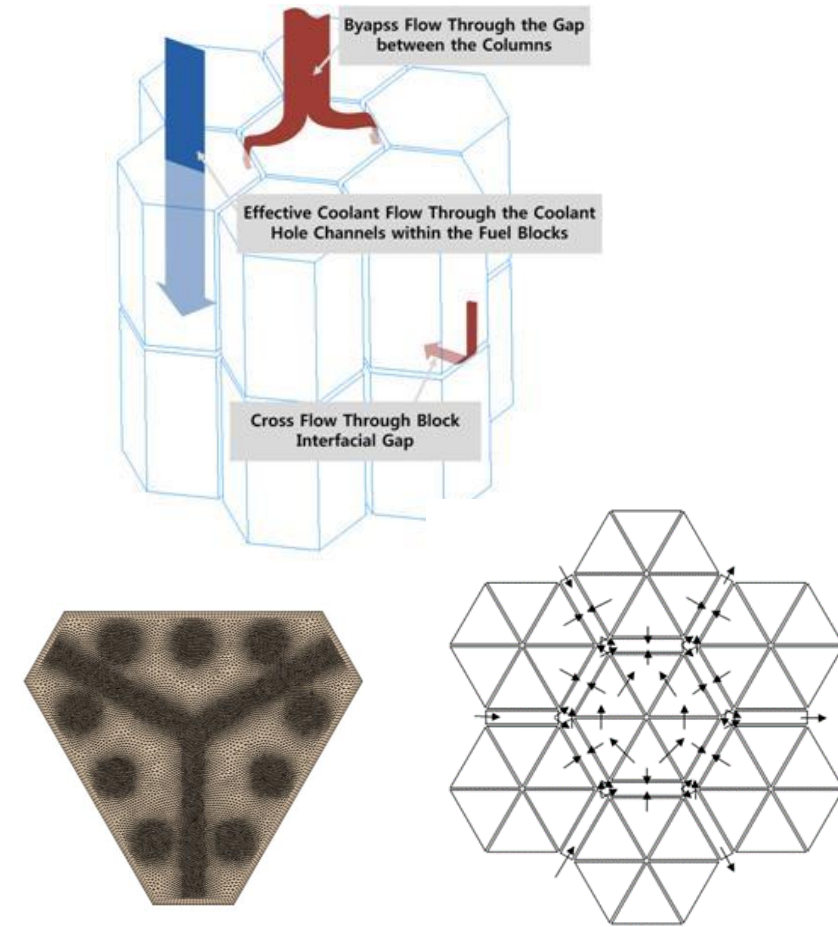 Byapss Flow Through the Gap
between the Columns
Effective Coolant Flow Through the Coolant
Hole Channels within the Fuel Blocks
Cross Flow Through Block
Interfacial Gap